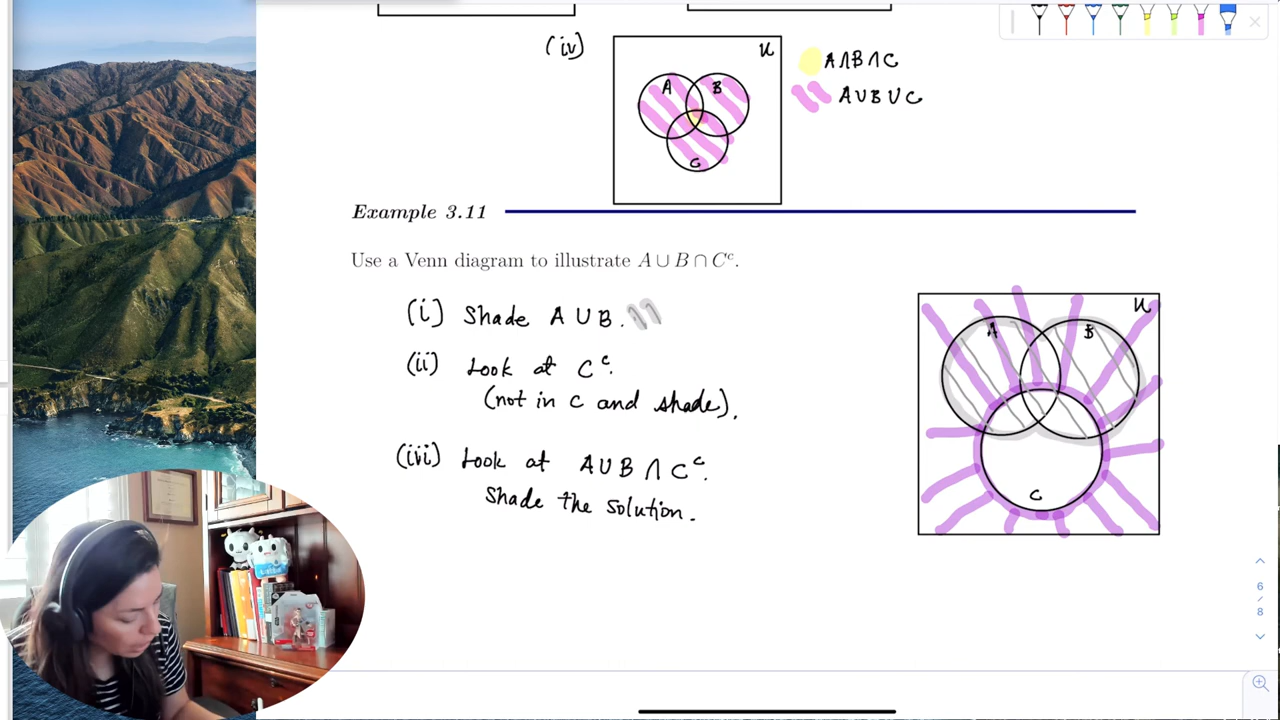 (iv)
U
A
B
C
A∩B∩C
A∪B∪C
Example 3.11
Use a Venn diagram to illustrate A ∪ B ∩ Cᶜ.
(i) Shade A ∪ B.
(ii) Look at Cᶜ.
(not in C and shade).
(iii) Look at A∪B ∩ Cᶜ.
Shade the solution.
U
A
B
C
6
/
8